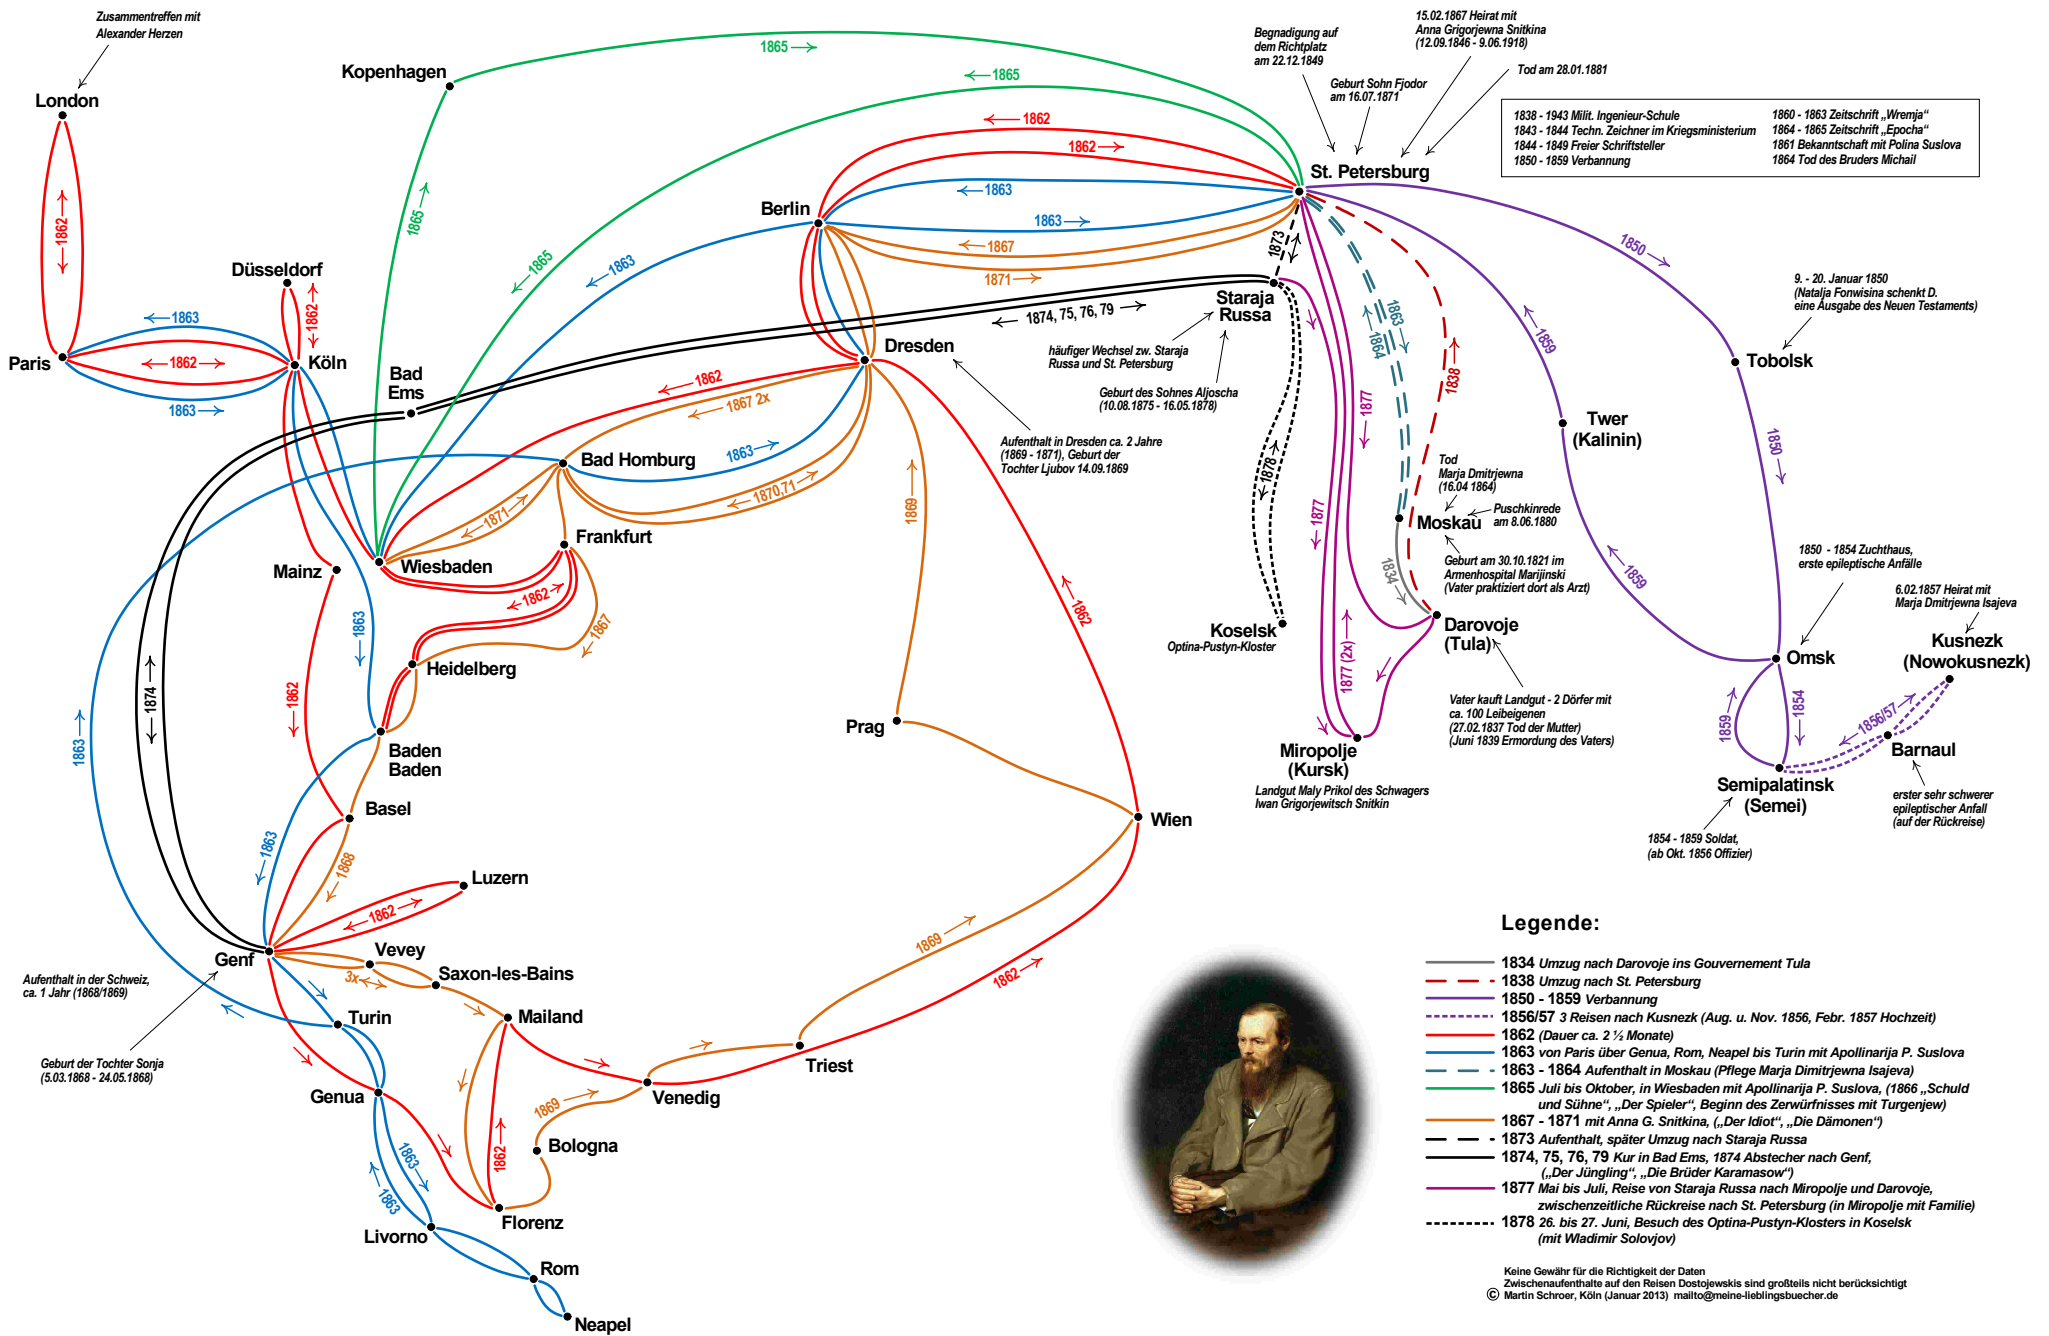 Zusammentreffen mit
Alexander Herzen
London
Kopenhagen
1865
1865
1862
1862
1863
1863
1867
1871
Begnadigung auf
dem Richtplatz
am 22.12.1849
15.02.1867 Heirat mit
Anna Grigorjewna Snitkina
(12.09.1846 - 9.06.1918)
Geburt Sohn Fjodor
am 16.07.1871
Tod am 28.01.1881
1838 - 1943 Milit. Ingenieur-Schule
1843 - 1844 Techn. Zeichner im Kriegsministerium
1844 - 1849 Freier Schriftsteller
1850 - 1859 Verbannung
1860 - 1863 Zeitschrift „Wremja“
1864 - 1865 Zeitschrift „Epocha“
1861 Bekanntschaft mit Polina Suslova
1864 Tod des Bruders Michail
St. Petersburg
Berlin
1862
1865
1865
1863
1873
1850
1859
Düsseldorf
1862
1863
Paris
1862
1863
Köln
Bad
Ems
Dresden
1862
1867 2x
1874, 75, 76, 79
Staraja
Russa
häufiger Wechsel zw. Staraja
Russa und St. Petersburg
Geburt des Sohnes Aljoscha
(10.08.1875 - 16.05.1878)
Aufenthalt in Dresden ca. 2 Jahre
(1869 - 1871), Geburt der
Tochter Ljubov 14.09.1869
1863
1864
1838
1877
9. - 20. Januar 1850
(Natalja Fonwisina schenkt D.
eine Ausgabe des Neuen Testaments)
Tobolsk
Twer
(Kalinin)
1850
Bad Homburg
1863
1870,71
1871
1869
1878
1877
Tod
Marja Dmitrjewna
(16.04 1864)
Moskau
Puschkinrede
am 8.06.1880
Geburt am 30.10.1821 im
Armenhospital Marijinski
(Vater praktiziert dort als Arzt)
1834
1859
1850 - 1854 Zuchthaus,
erste epileptische Anfälle
6.02.1857 Heirat mit
Marja Dmitrjewna Isajeva
Frankfurt
Mainz
Wiesbaden
1862
1867
1863
1862
Heidelberg
Koselsk
Optina-Pustyn-Kloster
1877 (2x)
Darovoje
(Tula)
Omsk
Kusnezk
(Nowokusnezk)
1874
1862
1863
Prag
Vater kauft Landgut - 2 Dörfer mit
ca. 100 Leibeigenen
(27.02.1837 Tod der Mutter)
(Juni 1839 Ermordung des Vaters)
1859
1854
1856/57
Barnaul
Baden
Baden
Miropolje
(Kursk)
Landgut Maly Prikol des Schwagers
Iwan Grigorjewitsch Snitkin
Semipalatinsk
(Semei)
erster sehr schwerer
epileptischer Anfall
(auf der Rückreise)
1854 - 1859 Soldat,
(ab Okt. 1856 Offizier)
Basel
Wien
1863
1868
Luzern
1862
1869
Genf
Vevey
3x
Saxon-les-Bains
1862
Aufenthalt in der Schweiz,
ca. 1 Jahr (1868/1869)
Turin
Mailand
Geburt der Tochter Sonja
(5.03.1868 - 24.05.1868)
Triest
Genua
Venedig
1869
1863
1862
Bologna
1863
Florenz
Livorno
Rom
Neapel
Legende:
1834 Umzug nach Darovoje ins Gouvernement Tula
1838 Umzug nach St. Petersburg
1850 - 1859 Verbannung
1856/57 3 Reisen nach Kusnezk (Aug. u. Nov. 1856, Febr. 1857 Hochzeit)
1862 (Dauer ca. 2 ½ Monate)
1863 von Paris über Genua, Rom, Neapel bis Turin mit Apollinarija P. Suslova
1863 - 1864 Aufenthalt in Moskau (Pflege Marja Dimitrjewna Isajeva)
1865 Juli bis Oktober, in Wiesbaden mit Apollinarija P. Suslova, (1866 „Schuld
und Sühne“, „Der Spieler“, Beginn des Zerwürfnisses mit Turgenjew)
1867 - 1871 mit Anna G. Snitkina, („Der Idiot“, „Die Dämonen“)
1873 Aufenthalt, später Umzug nach Staraja Russa
1874, 75, 76, 79 Kur in Bad Ems, 1874 Abstecher nach Genf,
(„Der Jüngling“, „Die Brüder Karamasow“)
1877 Mai bis Juli, Reise von Staraja Russa nach Miropolje und Darovoje,
zwischenzeitliche Rückreise nach St. Petersburg (in Miropolje mit Familie)
1878 26. bis 27. Juni, Besuch des Optina-Pustyn-Klosters in Koselsk
(mit Wladimir Solovjov)
Keine Gewähr für die Richtigkeit der Daten
Zwischenaufenthalte auf den Reisen Dostojewskis sind großteils nicht berücksichtigt
© Martin Schroer, Köln (Januar 2013) mailto@meine-lieblingsbuecher.de